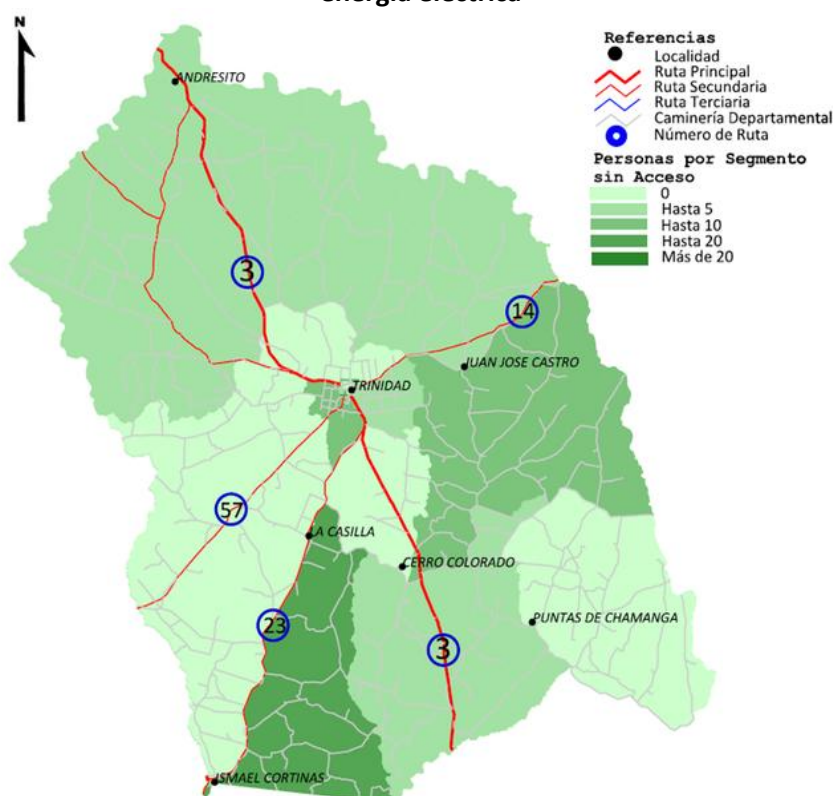 energía eléctrica
N
Referencias
Localidad
Ruta Principal
Ruta Secundaria
Ruta Terciaria
Caminería Departamental
Número de Ruta
Personas por Segmento
sin Acceso
0
Hasta 5
Hasta 10
Hasta 20
Más de 20
ANDRESITO
3
14
JUAN JOSE CASTRO
TRINIDAD
57
LA CASILLA
CERRO COLORADO
PUNTAS DE CHAMANGA
23
3
ISMAEL CORTINAS